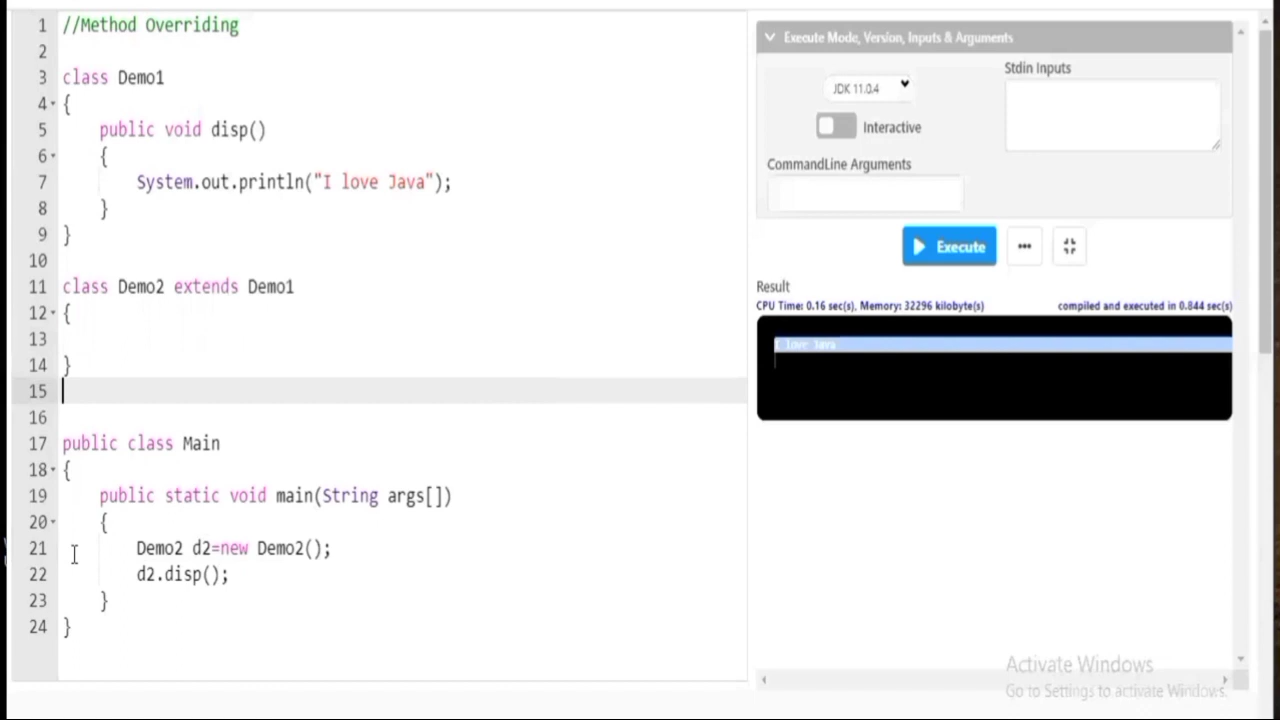 1 //Method Overriding
2
3 class Demo1
4 {
5 public void disp()
6 {
7 System.out.println("I love Java");
8 }
9 }
10
11 class Demo2 extends Demo1
12 {
13
14 }
15
16
17 public class Main
18 {
19 public static void main(String args[])
20 {
21 Demo2 d2=new Demo2();
22 d2.disp();
23 }
24 }
Execute Mode, Version, Inputs & Arguments
JDK 11.0.4
Stdin Inputs
Interactive
CommandLine Arguments
Execute
•••
Result
CPU Time: 0.16 sec(s), Memory: 32296 kilobyte(s)
compiled and executed in 0.844 sec(s)
I love Java
Activate Windows
Go to Settings to activate Windows.